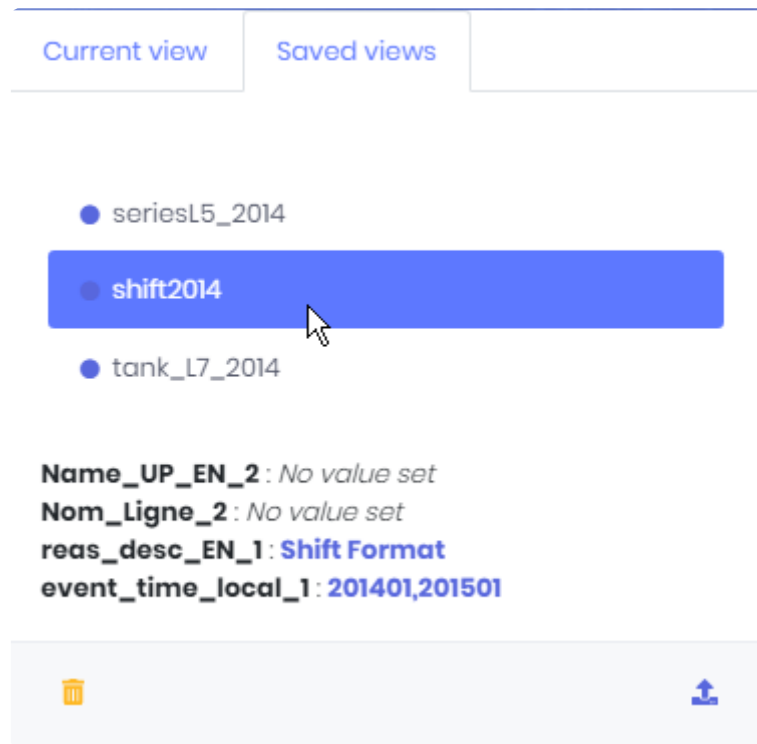 Current view
Saved views
seriesL5_2014
shift2014
tank_L7_2014
Name_UP_EN_2 : No value set
Nom_Ligne_2 : No value set
reas_desc_EN_1 : Shift Format
event_time_local_1 : 201401,201501